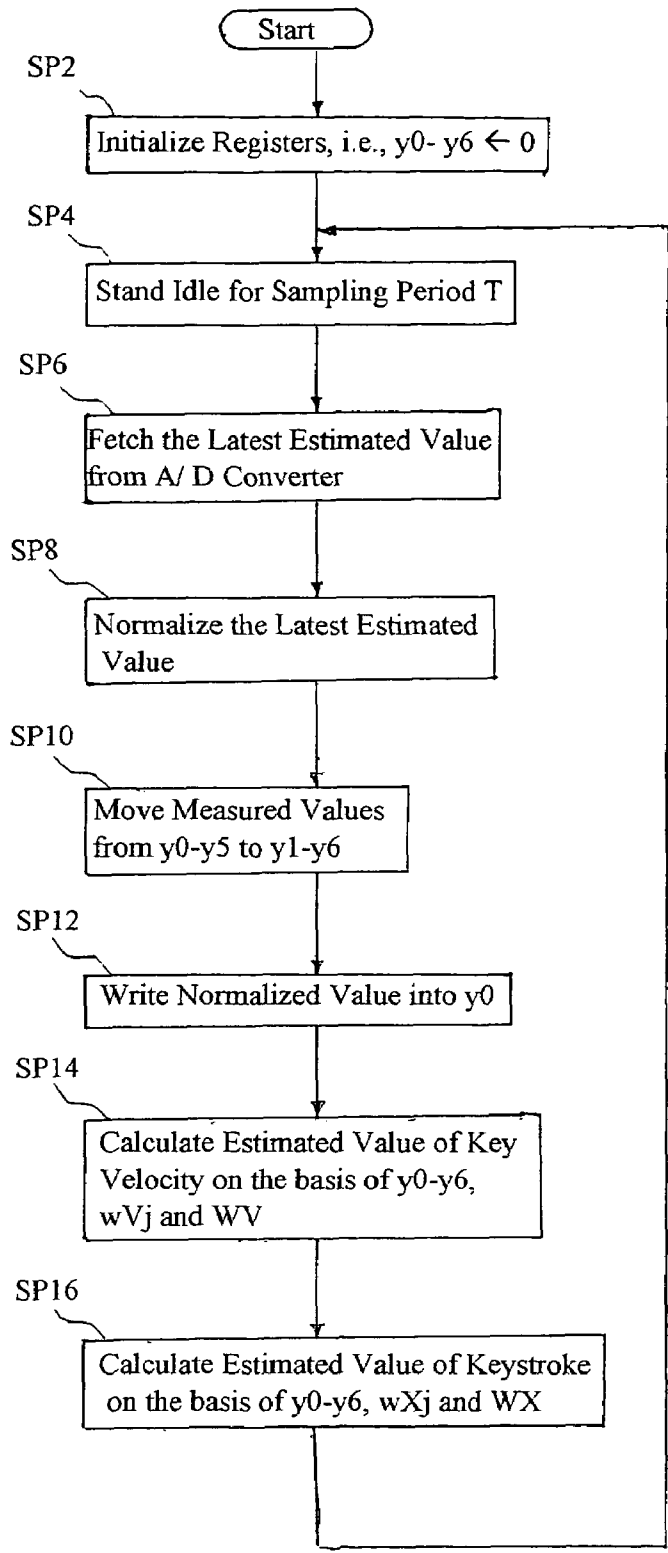 Start
SP2
Initialize Registers, i.e., y0- y6 ← 0
SP4
Stand Idle for Sampling Period T
SP6
Fetch the Latest Estimated Value
from A/ D Converter
SP8
Normalize the Latest Estimated
Value
SP10
Move Measured Values
from y0-y5 to y1-y6
SP12
Write Normalized Value into y0
SP14
Calculate Estimated Value of Key
Velocity on the basis of y0-y6,
wVj and WV
SP16
Calculate Estimated Value of Keystroke
on the basis of y0-y6, wXj and WX